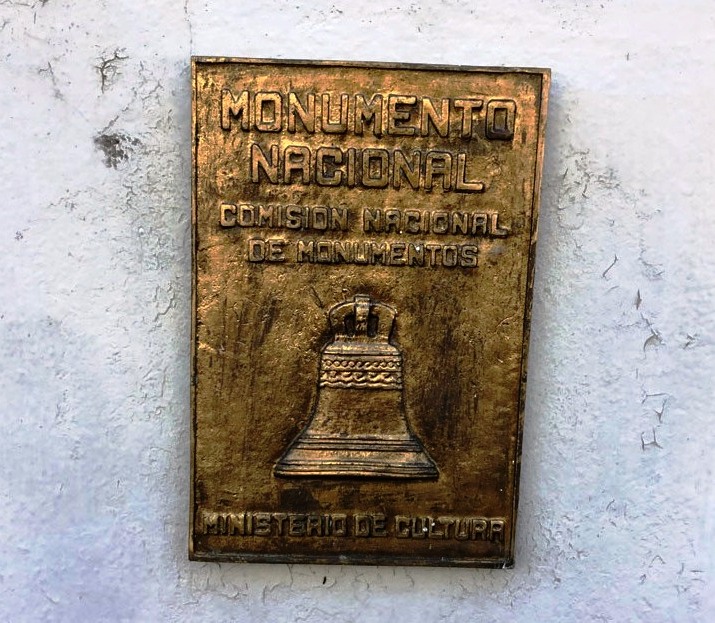 MONUMENTO
NACIONAL
COMISION NACIONAL
DE MONUMENTOS
MINISTERIO DE CULTURA